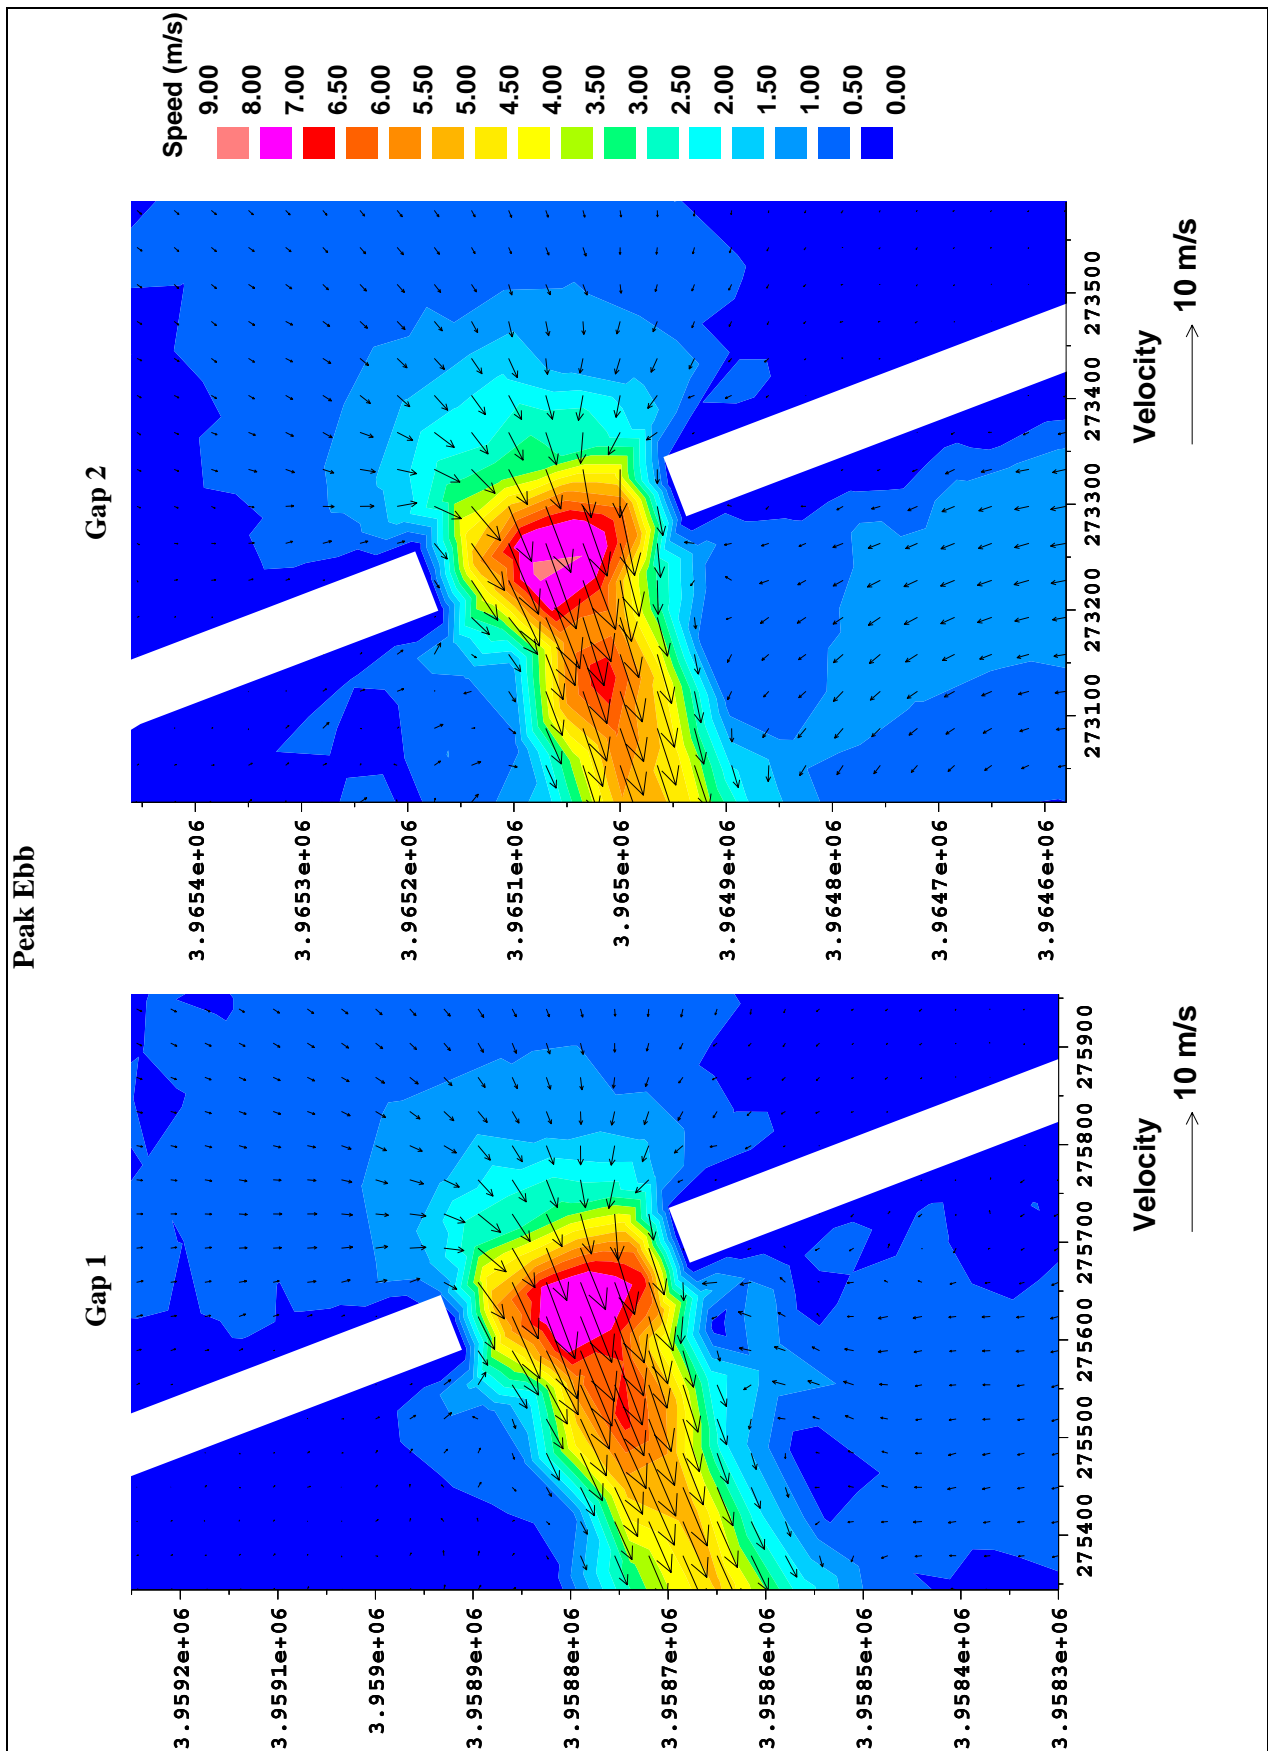 Peak Ebb
Gap 1
Gap 2
3.9592e+06
3.9591e+06
3.959e+06
3.9589e+06
3.9588e+06
3.9587e+06
3.9586e+06
3.9585e+06
3.9584e+06
3.9583e+06
275400
275500
275600
275700
275800
275900
Velocity
10 m/s
3.9654e+06
3.9653e+06
3.9652e+06
3.9651e+06
3.965e+06
3.9649e+06
3.9648e+06
3.9647e+06
3.9646e+06
273100
273200
273300
273400
273500
Velocity
10 m/s
Speed (m/s)
9.00
8.00
7.00
6.50
6.00
5.50
5.00
4.50
4.00
3.50
3.00
2.50
2.00
1.50
1.00
0.50
0.00